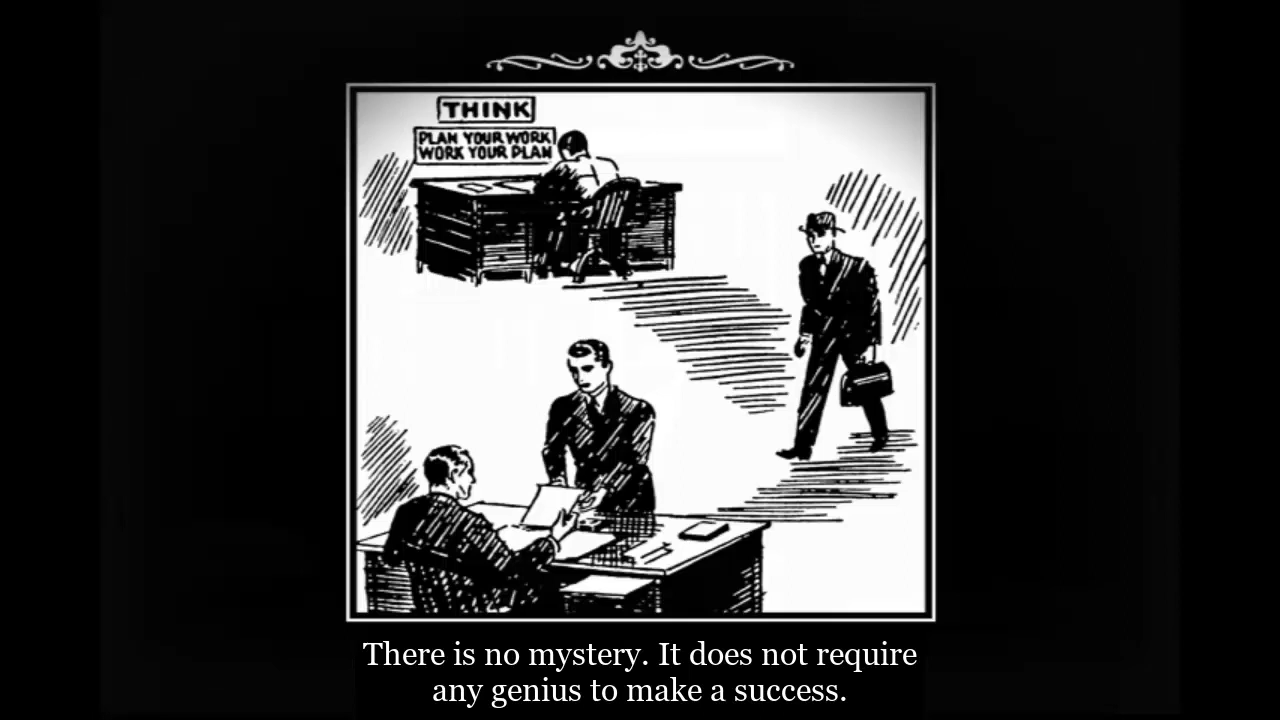 THINK
PLAN YOUR WORK
WORK YOUR PLAN
There is no mystery. It does not require
any genius to make a success.